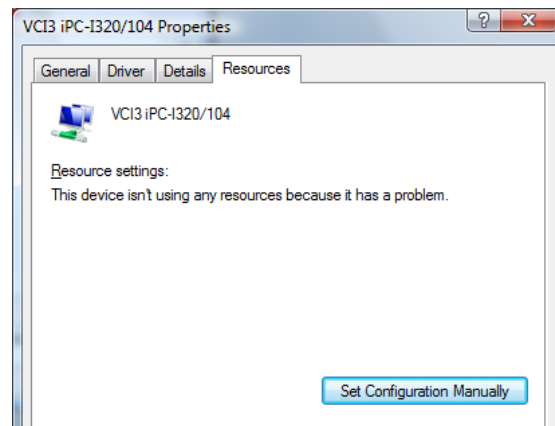 VCI3 iPC-I320/104 Properties
General Driver Details Resources
VCI3 iPC-I320/104
Resource settings:
This device isn't using any resources because it has a problem.
Set Configuration Manually